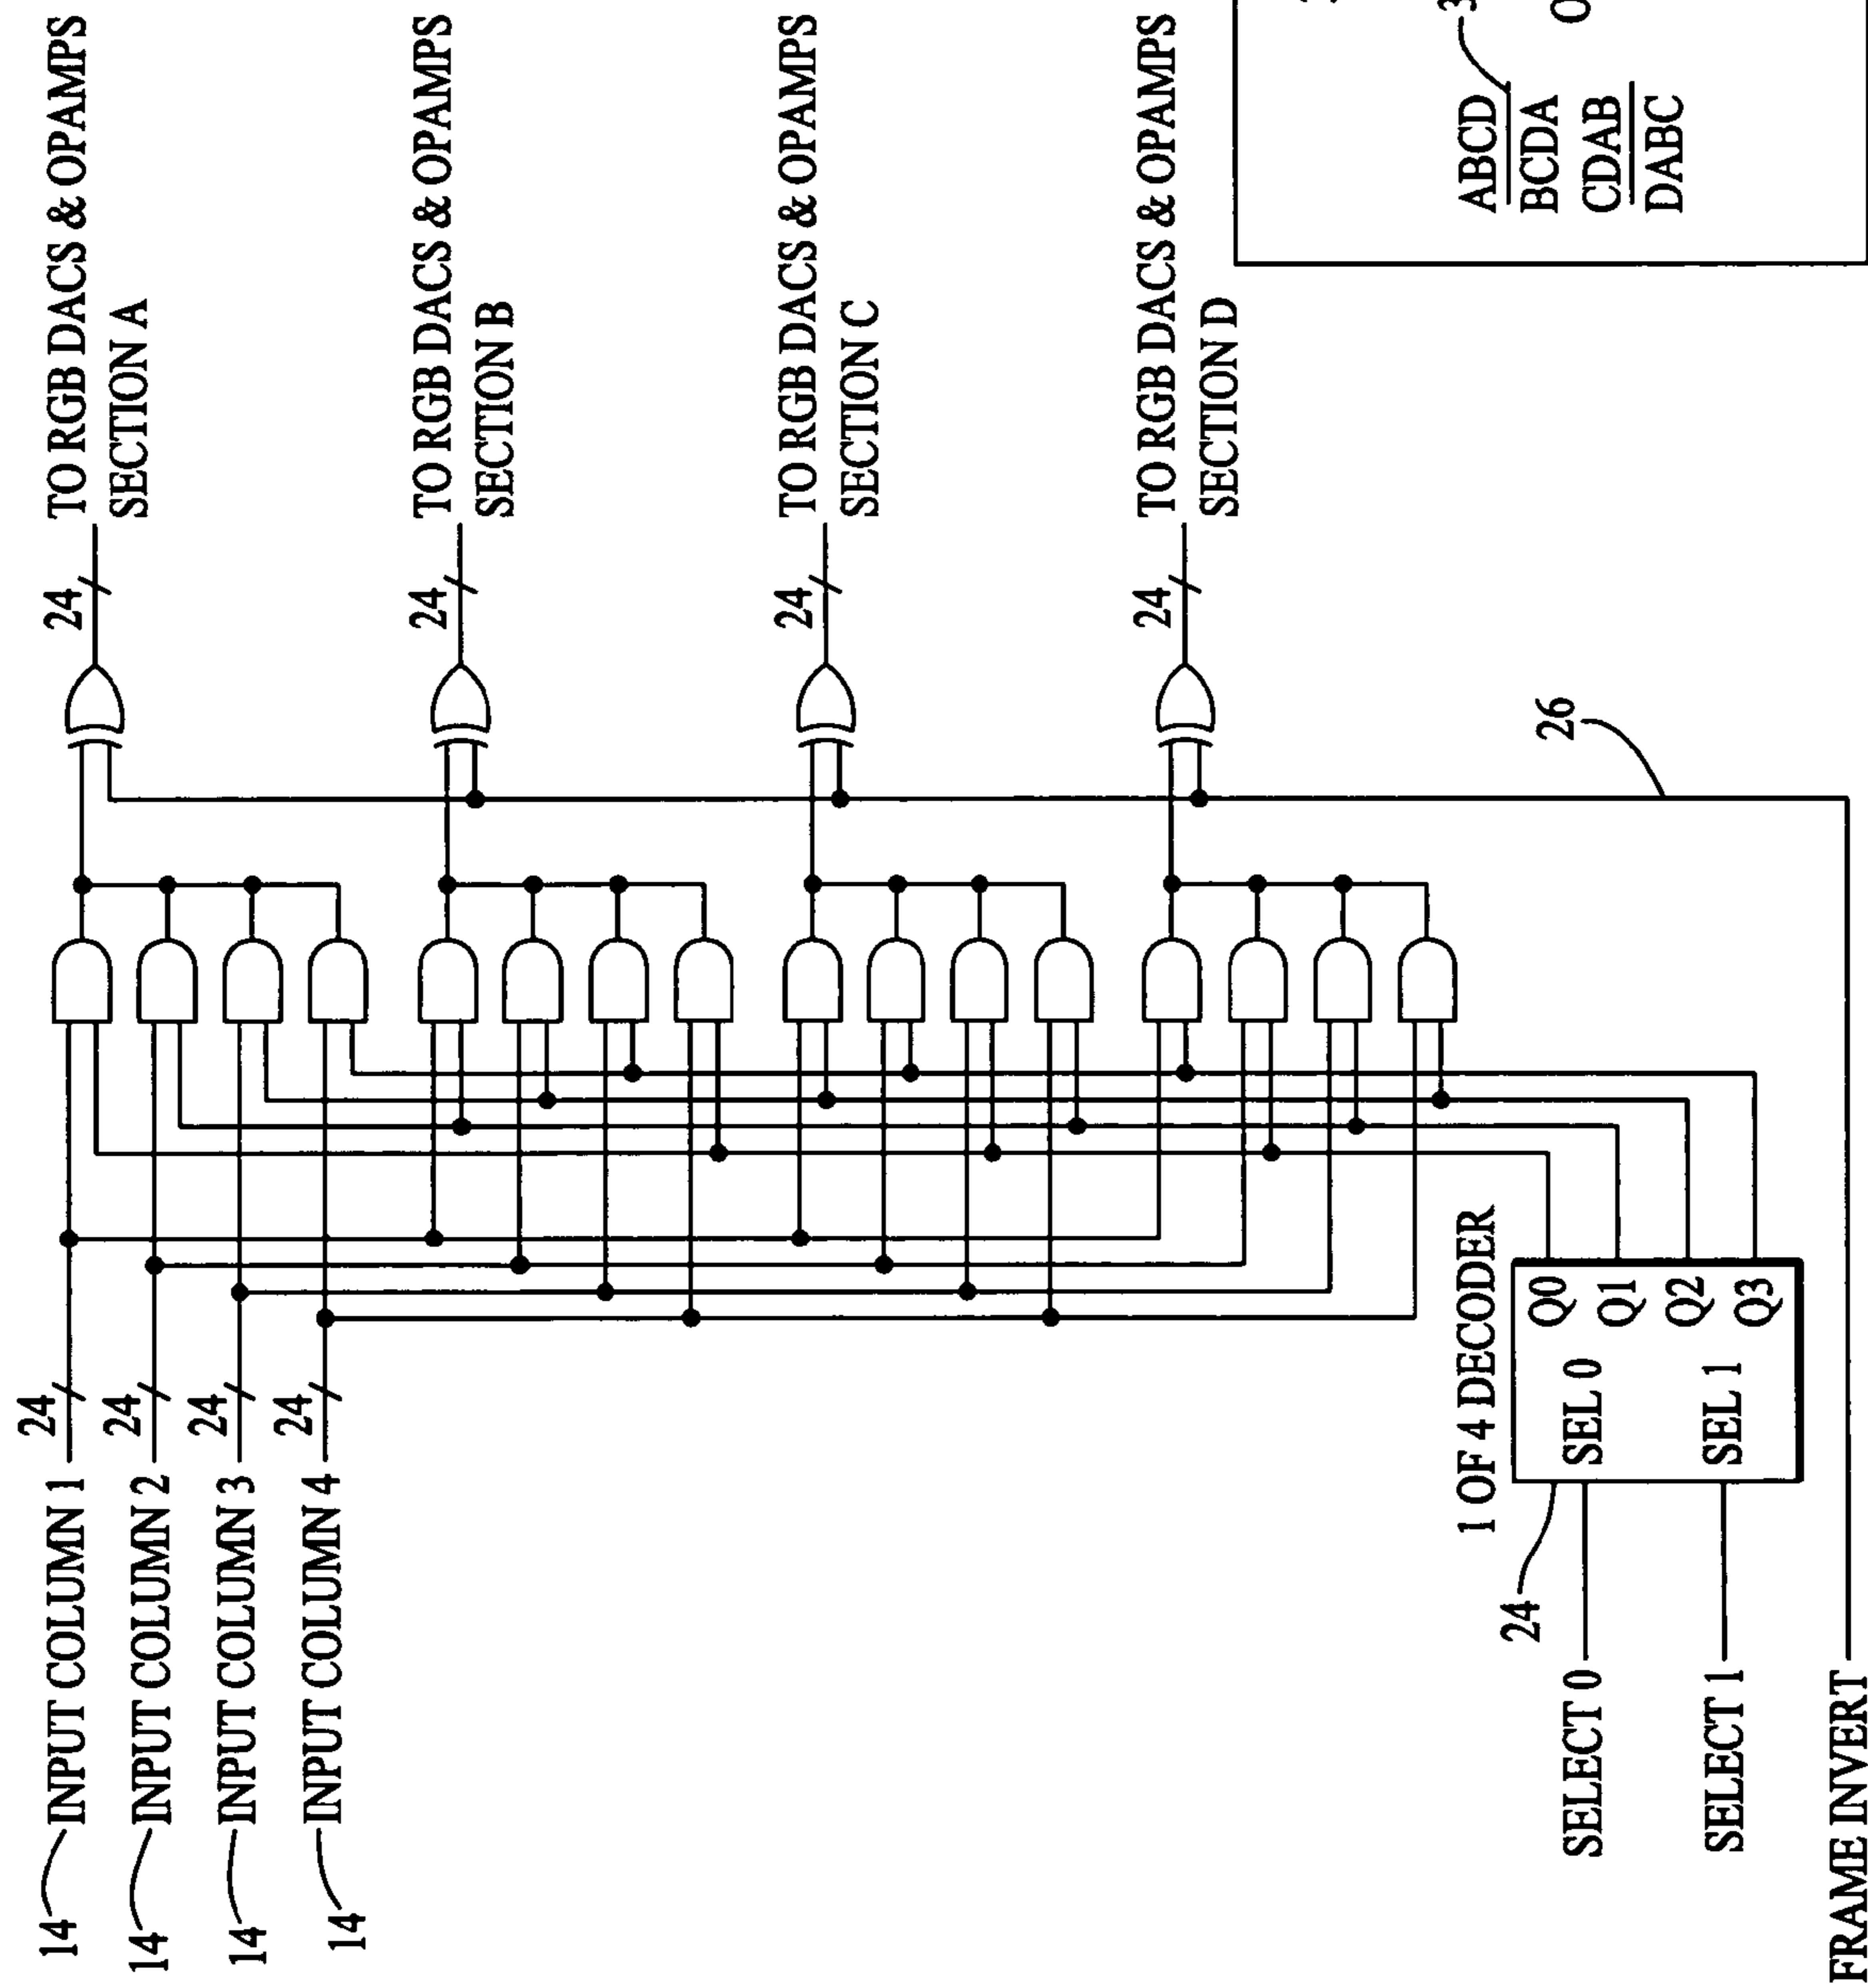 14
INPUT COLUMN 1
24
14
INPUT COLUMN 2
24
14
INPUT COLUMN 3
24
14
INPUT COLUMN 4
24
24
TO RGB DACS & OPAMPS
SECTION A
24
TO RGB DACS & OPAMPS
SECTION B
24
TO RGB DACS & OPAMPS
SECTION C
24
TO RGB DACS & OPAMPS
SECTION D
26
1 OF 4 DECODER
24
SELECT 0
SEL 0
SELECT 1
SEL 1
Q0
Q1
Q2
Q3
FRAME INVERT
ABCD
BCDA
CDAB
DABC